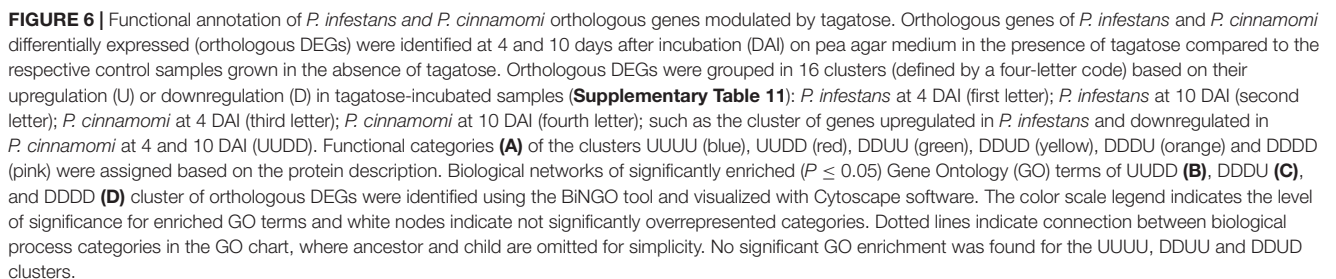 FIGURE 6 | Functional annotation of P. infestans and P. cinnamomi orthologous genes modulated by tagatose. Orthologous genes of P. infestans and P. cinnamomi
differentially expressed (orthologous DEGs) were identified at 4 and 10 days after incubation (DAI) on pea agar medium in the presence of tagatose compared to the
respective control samples grown in the absence of tagatose. Orthologous DEGs were grouped in 16 clusters (defined by a four-letter code) based on their
upregulation (U) or downregulation (D) in tagatose-incubated samples (Supplementary Table 11): P. infestans at 4 DAI (first letter); P. infestans at 10 DAI (second
letter); P. cinnamomi at 4 DAI (third letter); P. cinnamomi at 10 DAI (fourth letter); such as the cluster of genes upregulated in P. infestans and downregulated in
P. cinnamomi at 4 and 10 DAI (UUDD). Functional categories (A) of the clusters UUUU (blue), UUDD (red), DDUU (green), DDUD (yellow), DDDU (orange) and DDDD
(pink) were assigned based on the protein description. Biological networks of significantly enriched (P ≤ 0.05) Gene Ontology (GO) terms of UUDD (B), DDDU (C),
and DDDD (D) cluster of orthologous DEGs were identified using the BiNGO tool and visualized with Cytoscape software. The color scale legend indicates the level
of significance for enriched GO terms and white nodes indicate not significantly overrepresented categories. Dotted lines indicate connection between biological
process categories in the GO chart, where ancestor and child are omitted for simplicity. No significant GO enrichment was found for the UUUU, DDUU and DDUD
clusters.